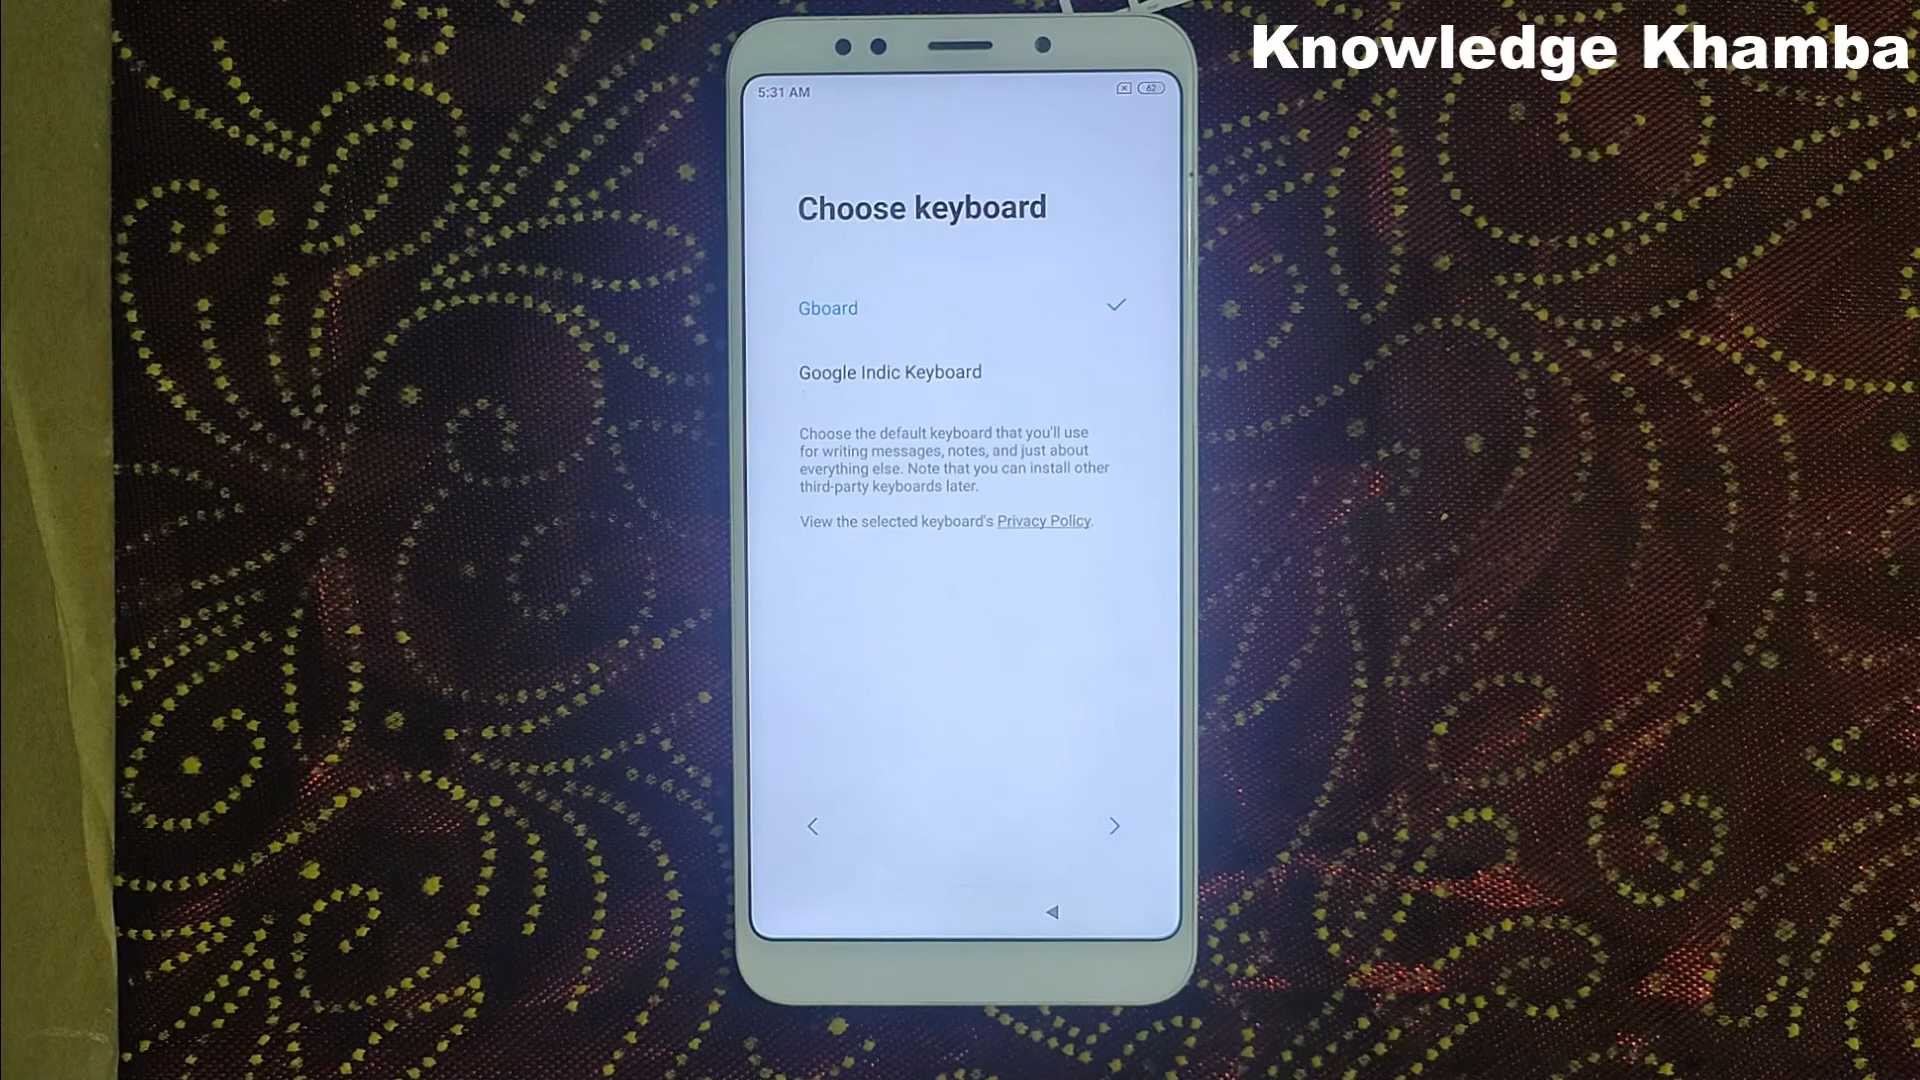 Knowledge Khamba
5:31 AM
62
Choose keyboard
Gboard
Google Indic Keyboard
Choose the default keyboard that you'll use
for writing messages, notes, and just about
everything else. Note that you can install other
third-party keyboards later.
View the selected keyboard's Privacy Policy.